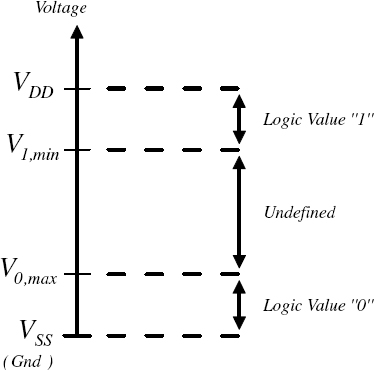 Voltage
V_DD
Logic Value "1"
V_1,min
Undefined
V_0,max
Logic Value "0"
V_SS
(Gnd )